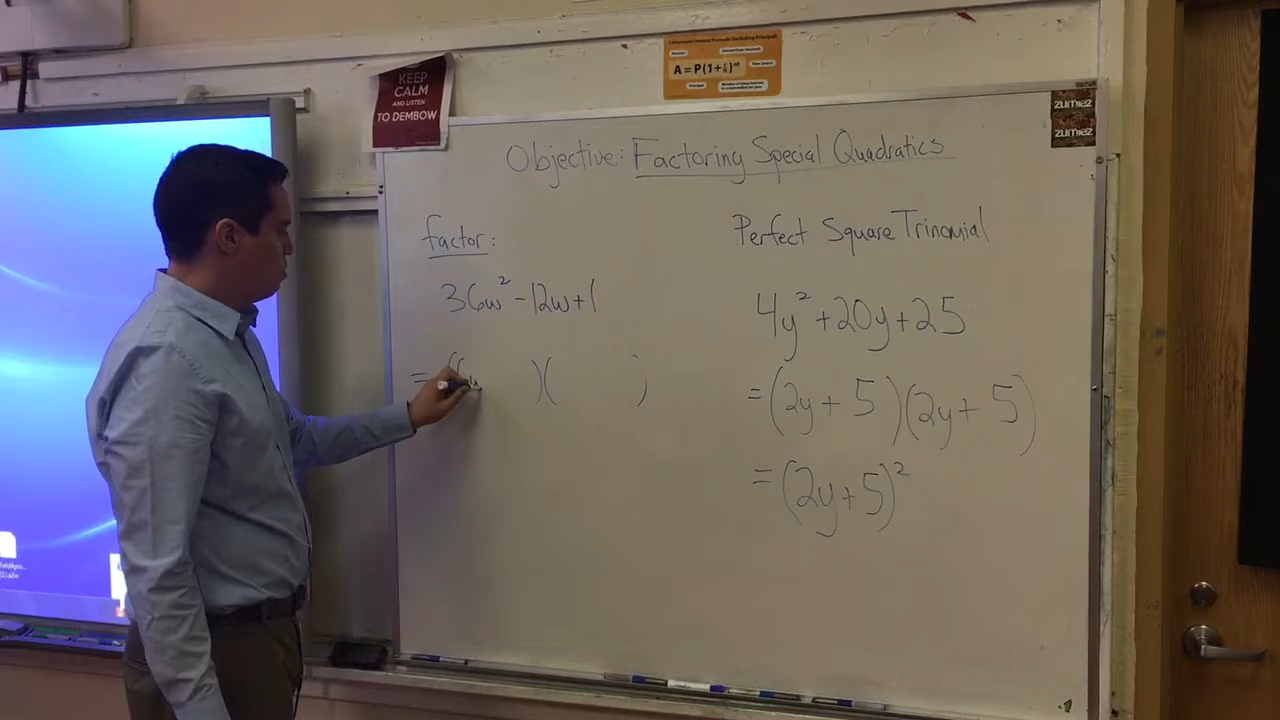 KEEP
CALM
AND LISTEN
TO DEMBOW
A = P(1+r/n)^nt
ZUMIEZ
ZUMIEZ
Objective: Factoring Special Quadratics
factor:
36w² -12w+1
= ( )( )
Perfect Square Trinomial
4y² +20y+25
=(2y+ 5 )(2y+ 5)
=(2y+5)²